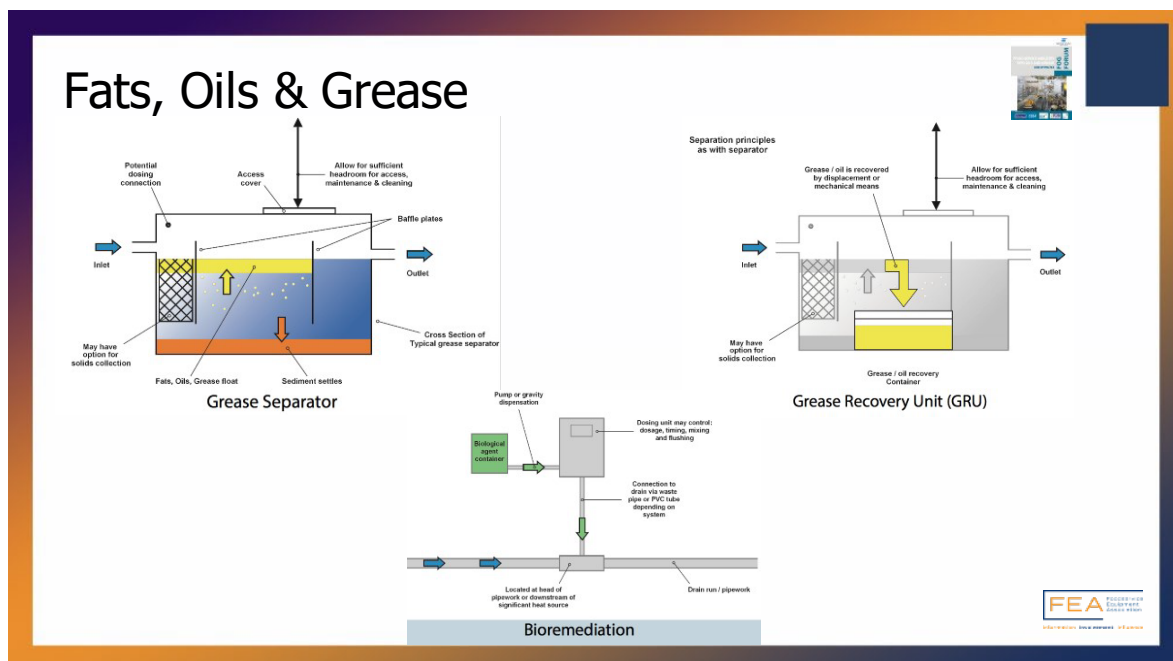 Fats, Oils & Grease
FOG
FORUM
Potential
dosing
connection
Access
cover
Allow for sufficient
headroom for access,
maintenance & cleaning
Baffle plates
Inlet
Outlet
May have
option for
solids collection
Fats, Oils, Grease float
Sediment settles
Cross Section of
Typical grease separator
Grease Separator
Separation principles
as with separator
Grease / oil is recovered
by displacement or
mechanical means
Allow for sufficient
headroom for access,
maintenance & cleaning
Inlet
Outlet
May have
option for
solids collection
Grease / oil recovery
Container
Grease Recovery Unit (GRU)
Pump or gravity
dispensation
Biological
agent
container
Dosing unit may control:
dosage, timing, mixing
and flushing
Connection to
drain via waste
pipe or PVC tube
depending on
system
Located at head of
pipework or downstream of
significant heat source
Drain run / pipework
Bioremediation
FEA
Foodservice
Equipment
Association